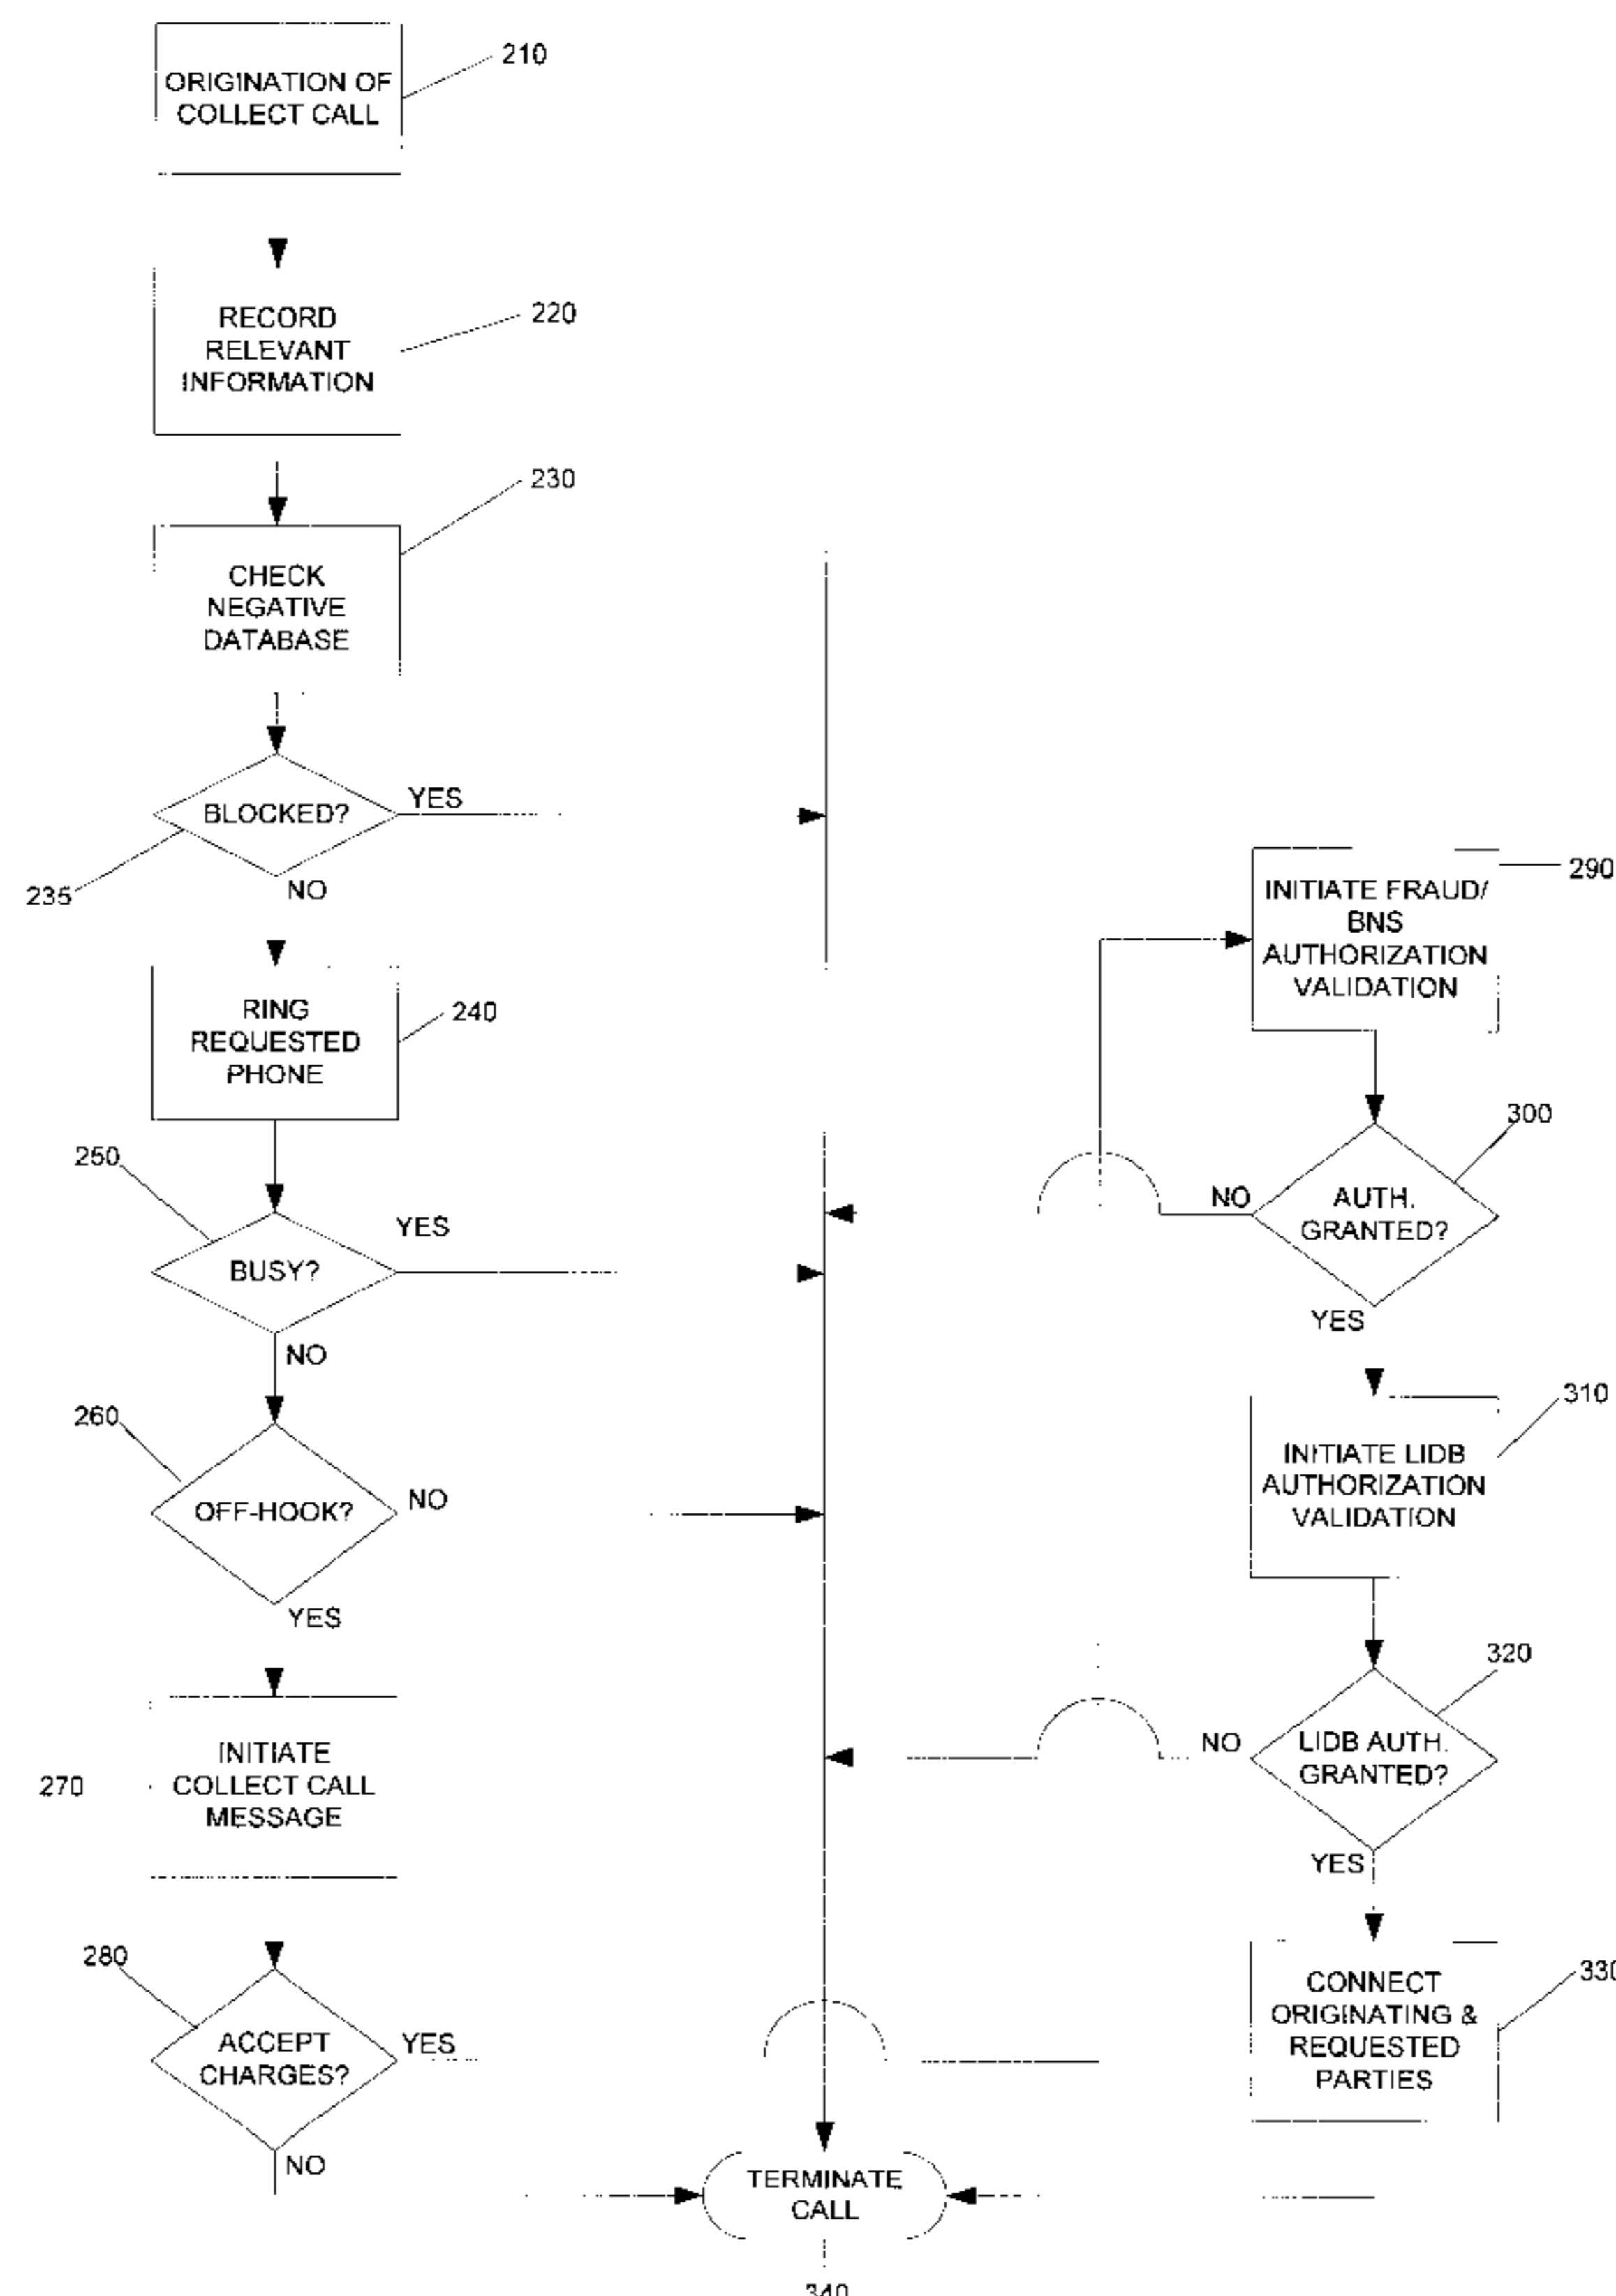 210
ORIGINATION OF
COLLECT CALL
220
RECORD
RELEVANT
INFORMATION
230
CHECK
NEGATIVE
DATABASE
BLOCKED?
YES
235
NO
RING
REQUESTED
PHONE
240
250
BUSY?
YES
NO
260
OFF-HOOK?
NO
YES
270
INITIATE
COLLECT CALL
MESSAGE
280
ACCEPT
CHARGES?
YES
NO
290
INITIATE FRAUD/
BNS
AUTHORIZATION
VALIDATION
300
AUTH.
GRANTED?
NO
YES
310
INITIATE LIDB
AUTHORIZATION
VALIDATION
320
LIDB AUTH.
GRANTED?
NO
YES
330
CONNECT
ORIGINATING &
REQUESTED
PARTIES
TERMINATE
CALL
340